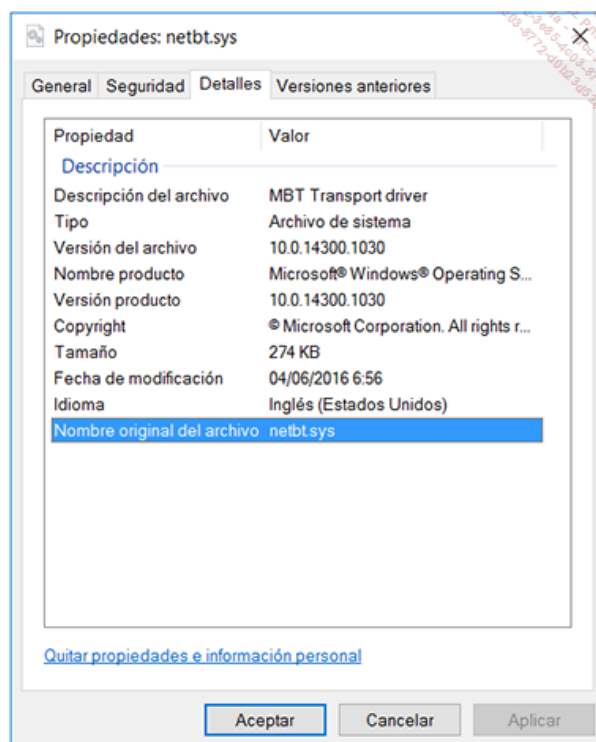 Propiedades: netbt.sys
General Seguridad Detalles Versiones anteriores
Propiedad Valor
Descripción
Descripción del archivo MBT Transport driver
Tipo Archivo de sistema
Versión del archivo 10.0.14300.1030
Nombre producto Microsoft® Windows® Operating S...
Versión producto 10.0.14300.1030
Copyright © Microsoft Corporation. All rights r...
Tamaño 274 KB
Fecha de modificación 04/06/2016 6:56
Idioma Inglés (Estados Unidos)
Nombre original del archivo netbt.sys
Quitar propiedades e información personal
Aceptar Cancelar Aplicar